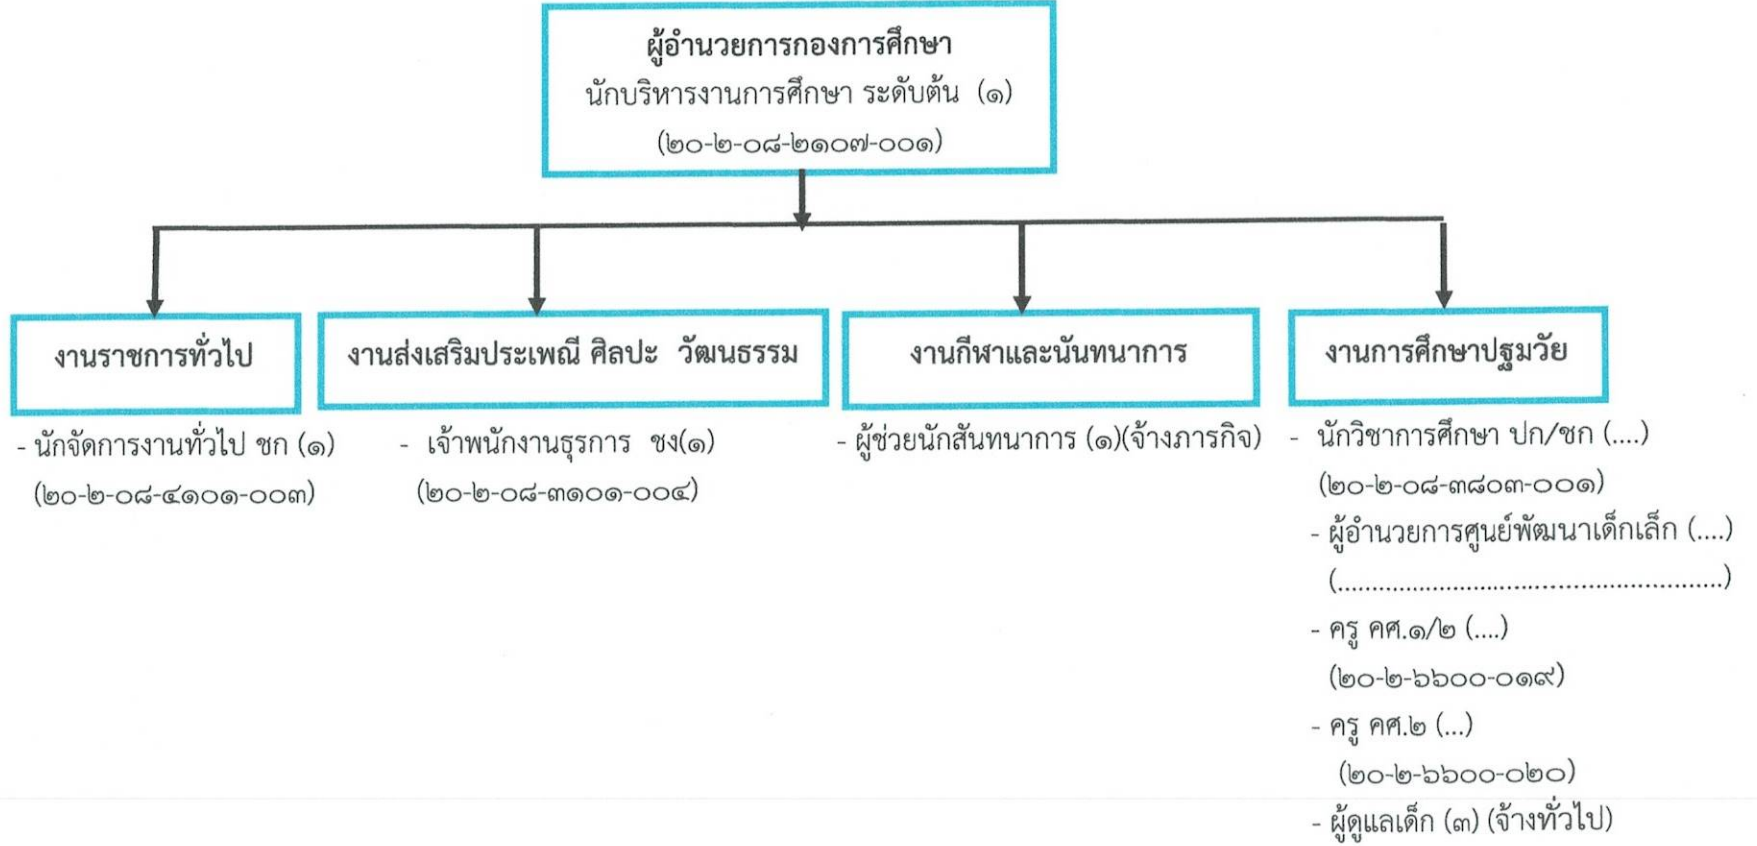 ผู้อำนวยการกองการศึกษา
นักบริหารงานการศึกษา ระดับต้น (๑)
(๒๐-๒-๐๘-๒๑๐๗-๐๐๑)
งานราชการทั่วไป
- นักจัดการงานทั่วไป ชก (๑)
(๒๐-๒-๐๘-๔๑๐๑-๐๐๓)
งานส่งเสริมประเพณี ศิลปะ วัฒนธรรม
- เจ้าพนักงานธุรการ ชง(๑)
(๒๐-๒-๐๘-๓๑๐๑-๐๐๔)
งานกีฬาและนันทนาการ
- ผู้ช่วยนักสันทนาการ (๑)(จ้างภารกิจ)
งานการศึกษาปฐมวัย
- นักวิชาการศึกษา ปก/ชก (....)
(๒๐-๒-๐๘-๓๘๐๓-๐๐๑)
- ผู้อำนวยการศูนย์พัฒนาเด็กเล็ก (....)
(........................................................)
- ครู คศ.๑/๒ (....)
(๒๐-๒-๖๖๐๐-๐๑๙)
- ครู คศ.๒ (...)
(๒๐-๒-๖๖๐๐-๐๒๐)
- ผู้ดูแลเด็ก (๓) (จ้างทั่วไป)